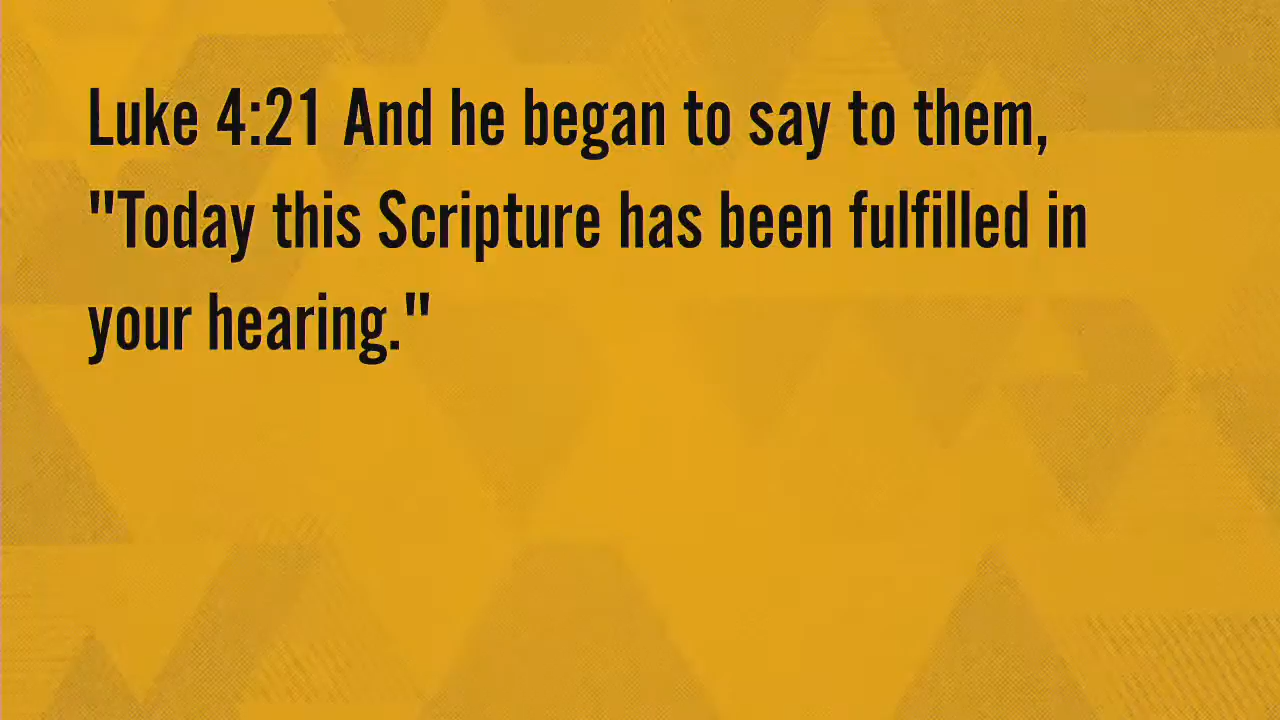 Luke 4:21 And he began to say to them,
"Today this Scripture has been fulfilled in
your hearing."